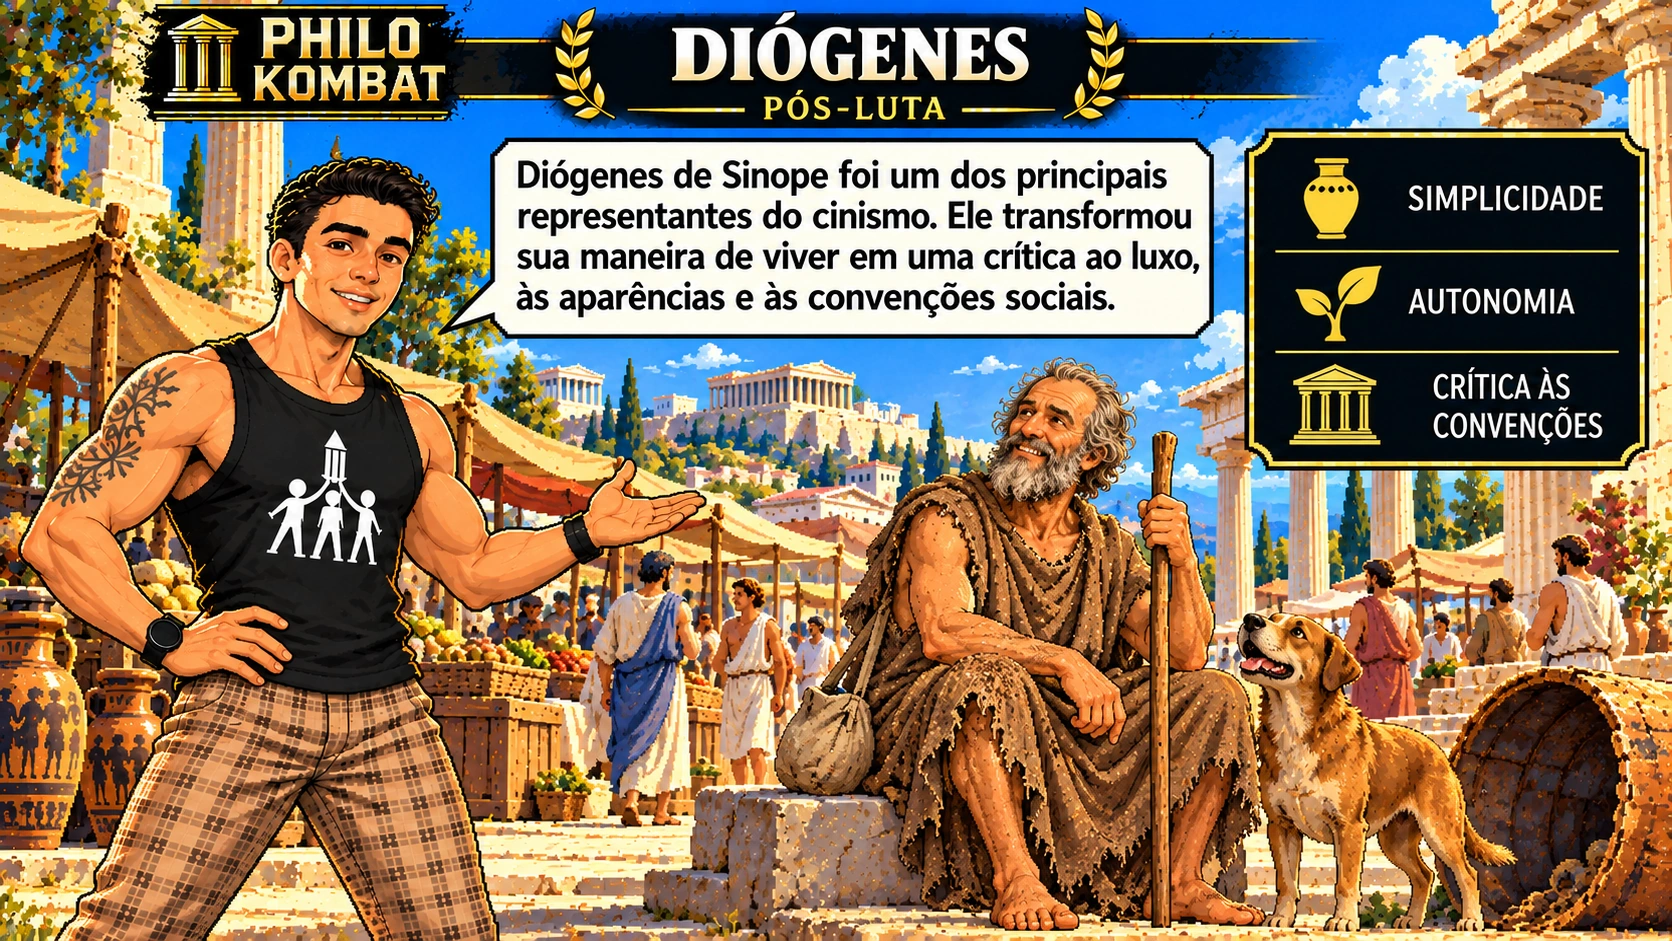 PHILO
KOMBAT
DIÓGENES
PÓS-LUTA
Diógenes de Sinope foi um dos principais
representantes do cinismo. Ele transformou
sua maneira de viver em uma crítica ao luxo,
às aparências e às convenções sociais.
SIMPLICIDADE
AUTONOMIA
CRÍTICA ÀS
CONVENÇÕES